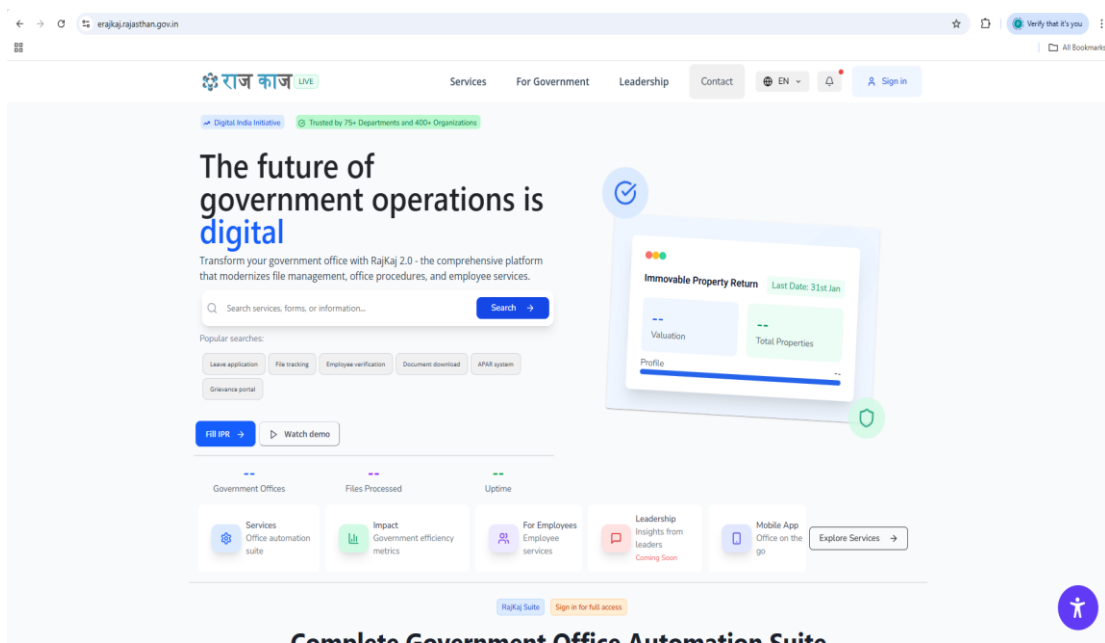 erajkaj.rajasthan.gov.in
Verify that it's you
All Bookmarks
राज काज LIVE
Services For Government Leadership Contact EN Sign in
Digital India Initiative Trusted by 75+ Departments and 400+ Organizations
The future of
government operations is
digital
Transform your government office with RajKaj 2.0 - the comprehensive platform
that modernizes file management, office procedures, and employee services.
Search services, forms, or information...
Search →
Popular searches:
Leave application File tracking Employee verification Document download APAR system
Grievance portal
Fill IPR → Watch demo
Immovable Property Return Last Date: 31st Jan
--
Valuation
--
Total Properties
Profile --
-- -- --
Government Offices Files Processed Uptime
Services
Office automation
suite
Impact
Government efficiency
metrics
For Employees
Employee
services
Leadership
Insights from
leaders
Coming Soon
Mobile App
Office on the
go
Explore Services →
RajKaj Suite Sign in for full access
Complete Government Office Automation Suite